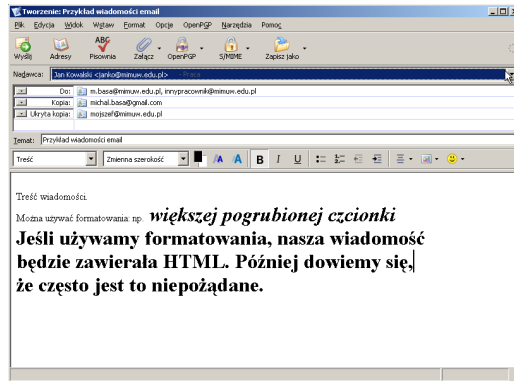 Tworzenie: Przykład wiadomości email
Plik Edycja Widok Wstaw Format Opcje OpenPGP Narzędzia Pomoc
Wyślij Adresy Pisownia Załącz OpenPGP S/MIME Zapisz jako
Nadawca: Jan Kowalski <janko@mimuw.edu.pl> - Praca
Do: m.basa@mimuw.edu.pl, innypracownik@mimuw.edu.pl
Kopia: michal.basa@gmail.com
Ukryta kopia: mojszef@mimuw.edu.pl
Temat: Przykład wiadomości email
Treść Zmienna szerokość
Treść wiadomości.
Można używać formatowania: np. większej pogrubionej czcionki
Jeśli używamy formatowania, nasza wiadomość
będzie zawierała HTML. Później dowiemy się,
że często jest to niepożądane.